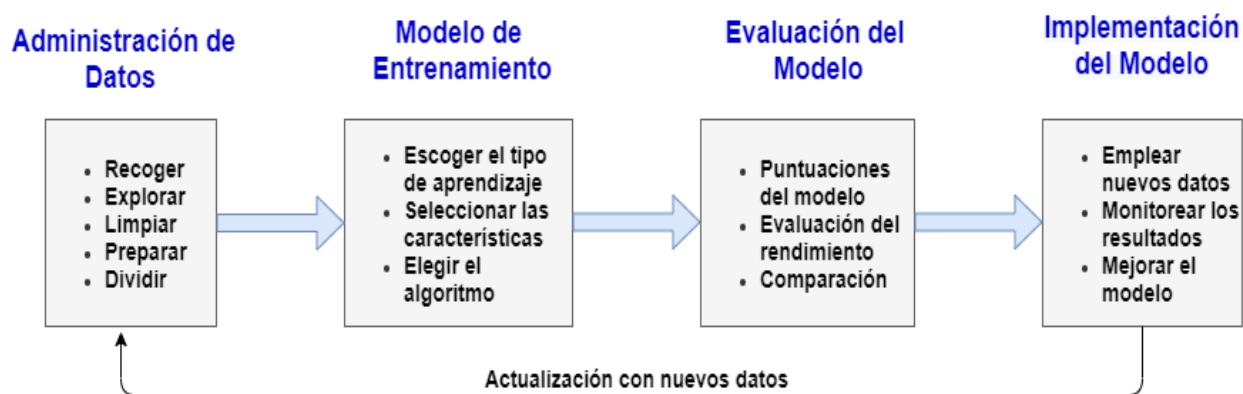 Administración de
Datos
Modelo de
Entrenamiento
Evaluación del
Modelo
Implementación
del Modelo
• Recoger
• Explorar
• Limpiar
• Preparar
• Dividir
• Escoger el tipo
de aprendizaje
• Seleccionar las
características
• Elegir el
algoritmo
• Puntuaciones
del modelo
• Evaluación del
rendimiento
• Comparación
• Emplear
nuevos datos
• Monitorear los
resultados
• Mejorar el
modelo
Actualización con nuevos datos